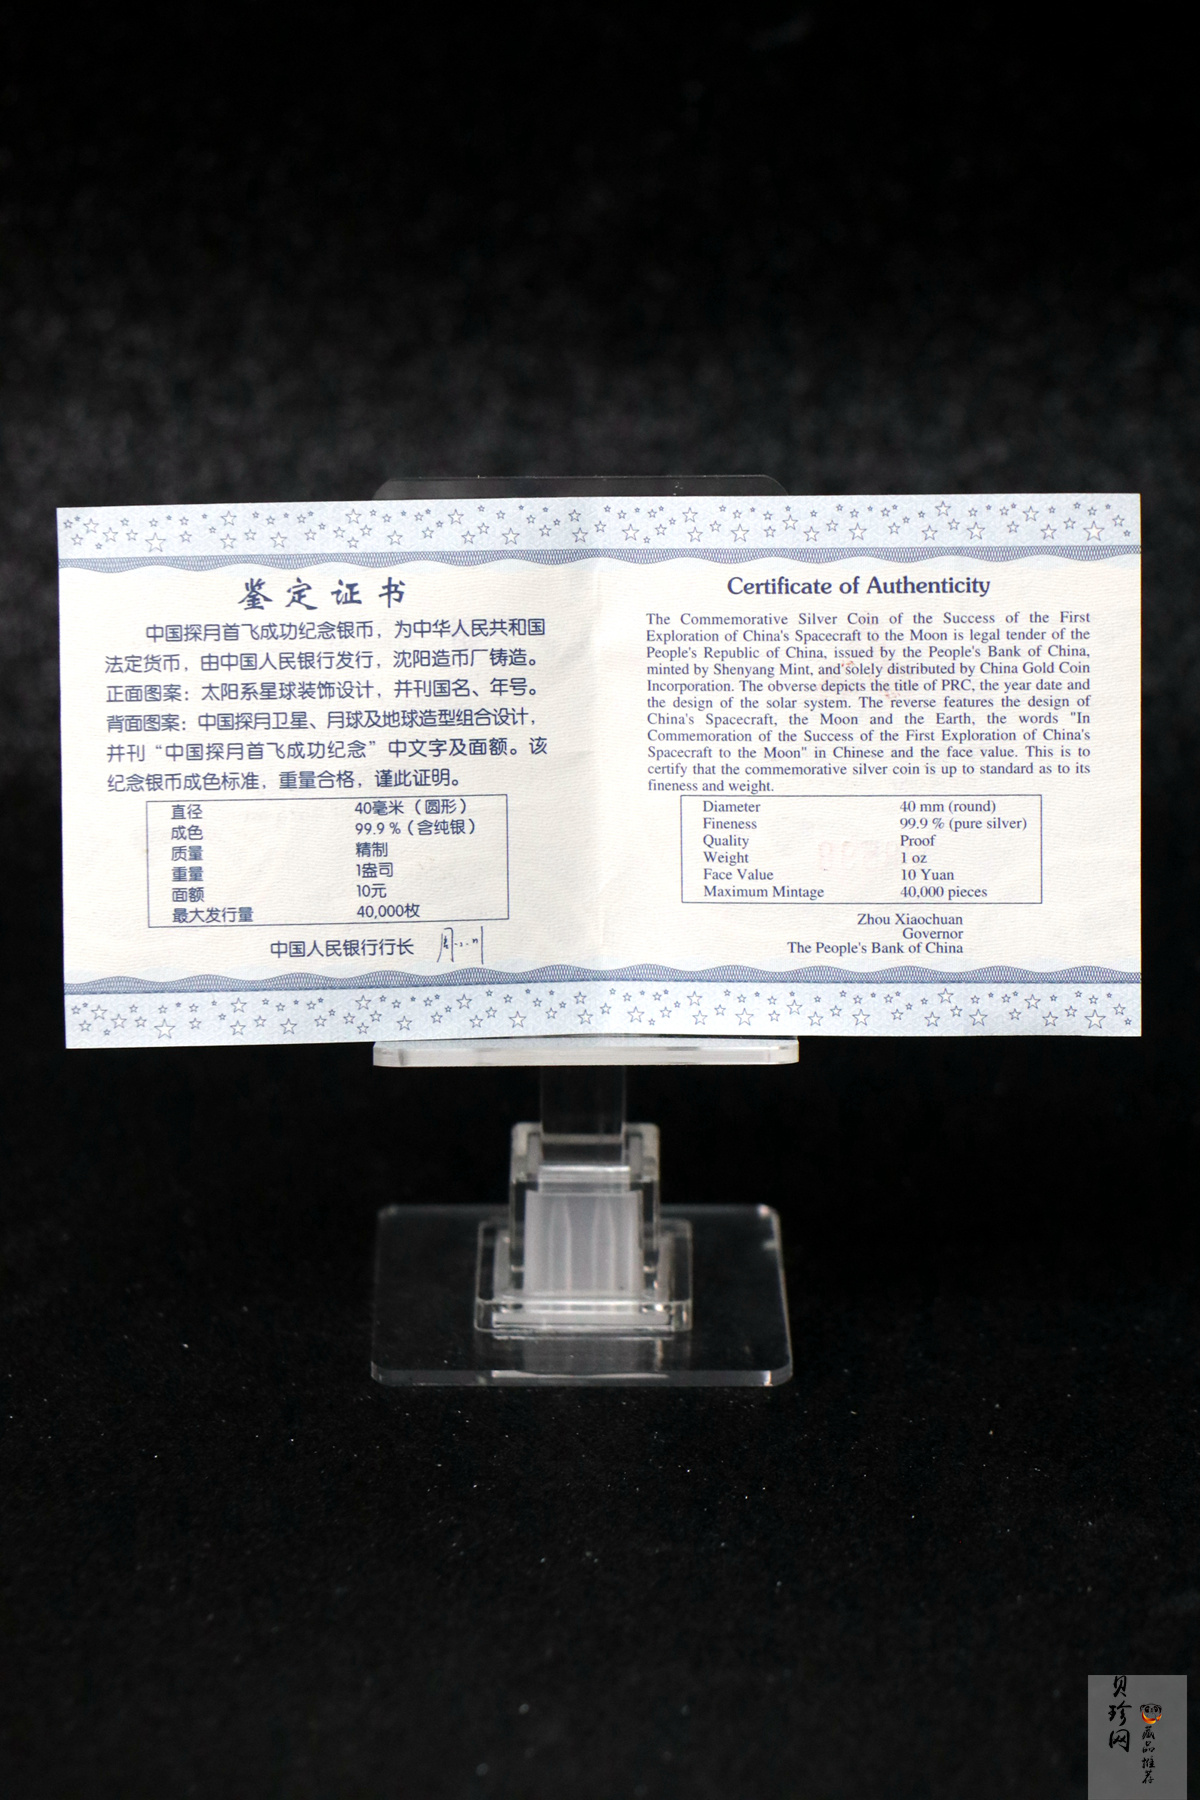 鉴定证书
中国探月首飞成功纪念银币，为中华人民共和国
法定货币，由中国人民银行发行，沈阳造币厂铸造。
正面图案：太阳系星球装饰设计，并刊国名、年号。
背面图案：中国探月卫星、月球及地球造型组合设计，
并刊“中国探月首飞成功纪念”中文字及面额。该
纪念银币成色标准，重量合格，谨此证明。
直径 40毫米（圆形）
成色 99.9％（含纯银）
质量 精制
重量 1盎司
面额 10元
最大发行量 40,000枚
中国人民银行行长
Certificate of Authenticity
The Commemorative Silver Coin of the Success of the First
Exploration of China's Spacecraft to the Moon is legal tender of the
People's Republic of China, issued by the People's Bank of China,
minted by Shenyang Mint, and solely distributed by China Gold Coin
Incorporation. The obverse depicts the title of PRC, the year date and
the design of the solar system. The reverse features the design of
China's Spacecraft, the Moon and the Earth, the words "In
Commemoration of the Success of the First Exploration of China's
Spacecraft to the Moon" in Chinese and the face value. This is to
certify that the commemorative silver coin is up to standard as to its
fineness and weight.
Diameter 40 mm (round)
Fineness 99.9 % (pure silver)
Quality Proof
Weight 1 oz
Face Value 10 Yuan
Maximum Mintage 40,000 pieces
Zhou Xiaochuan
Governor
The People's Bank of China
贝珍网
藏品推荐